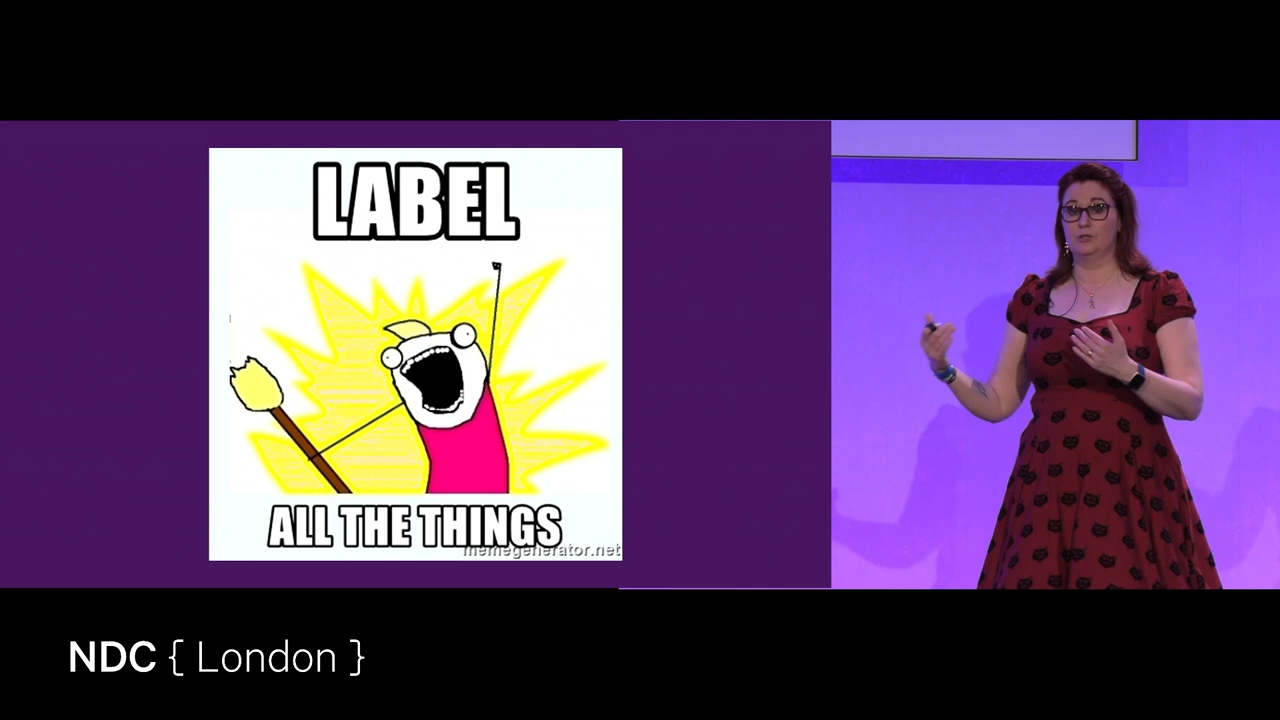 LABEL
ALL THE THINGS
memegenerator.net
NDC { London }